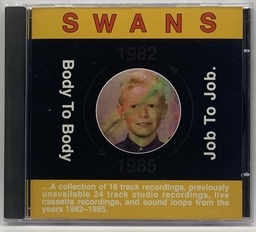 SWANS
1982
Body To Body
Job To Job.
1985
...A collection of 16 track recordings, previously
unavailable 24 track studio recordings, live
cassette recordings, and sound loops from the
years 1982–1985.